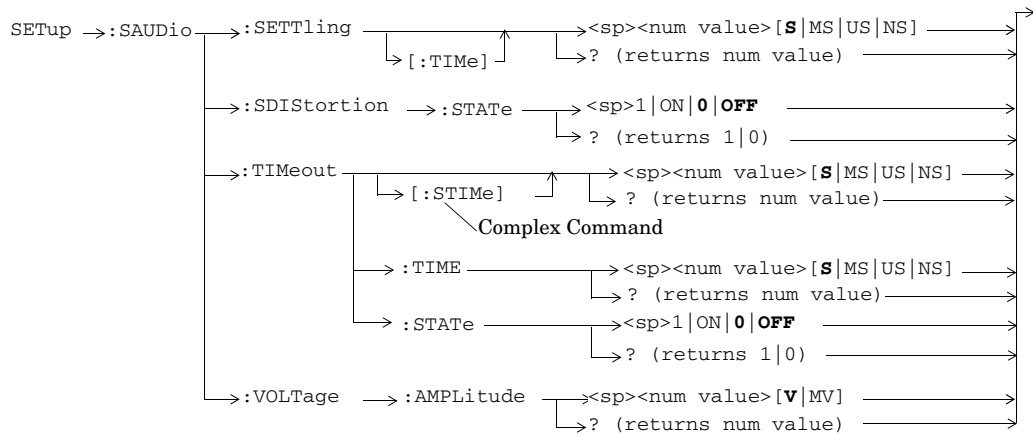 SETup :SAUDio :SETTling <sp><num value>[S|MS|US|NS]
[:TIMe] ? (returns num value)
:SDIStortion :STATe <sp>1|ON|0|OFF
? (returns 1|0)
:TIMeout <sp><num value>[S|MS|US|NS]
[:STIMe] ? (returns num value)
Complex Command
:TIME <sp><num value>[S|MS|US|NS]
? (returns num value)
:STATe <sp>1|ON|0|OFF
? (returns 1|0)
:VOLTage :AMPLitude <sp><num value>[V|MV]
? (returns num value)